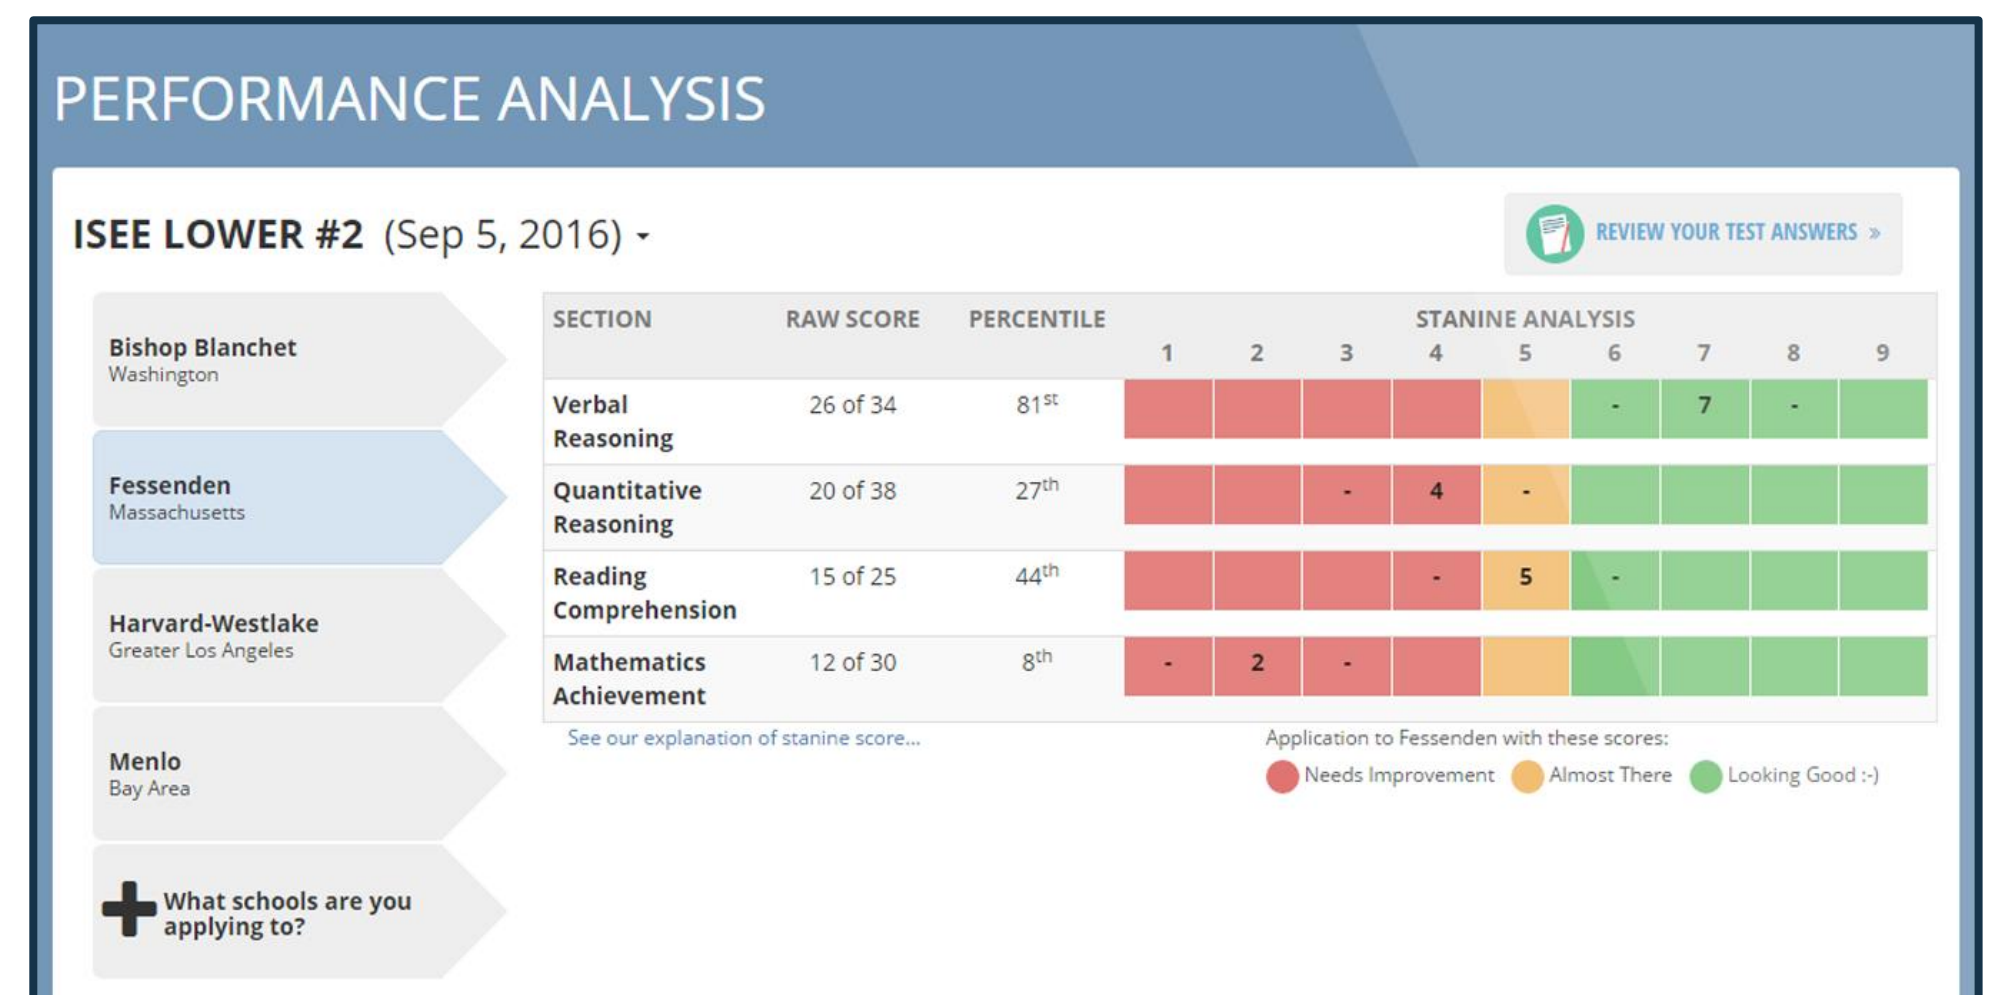 PERFORMANCE ANALYSIS
ISEE LOWER #2 (Sep 5, 2016)
REVIEW YOUR TEST ANSWERS »
Bishop Blanchet
Washington
Fessenden
Massachusetts
Harvard-Westlake
Greater Los Angeles
Menlo
Bay Area
What schools are you
applying to?
SECTION RAW SCORE PERCENTILE STANINE ANALYSIS
1 2 3 4 5 6 7 8 9
Verbal 26 of 34 81st - 7 -
Reasoning
Quantitative 20 of 38 27th - 4 -
Reasoning
Reading 15 of 25 44th - 5 -
Comprehension
Mathematics 12 of 30 8th - 2 -
Achievement
See our explanation of stanine score...
Application to Fessenden with these scores:
Needs Improvement Almost There Looking Good :-)